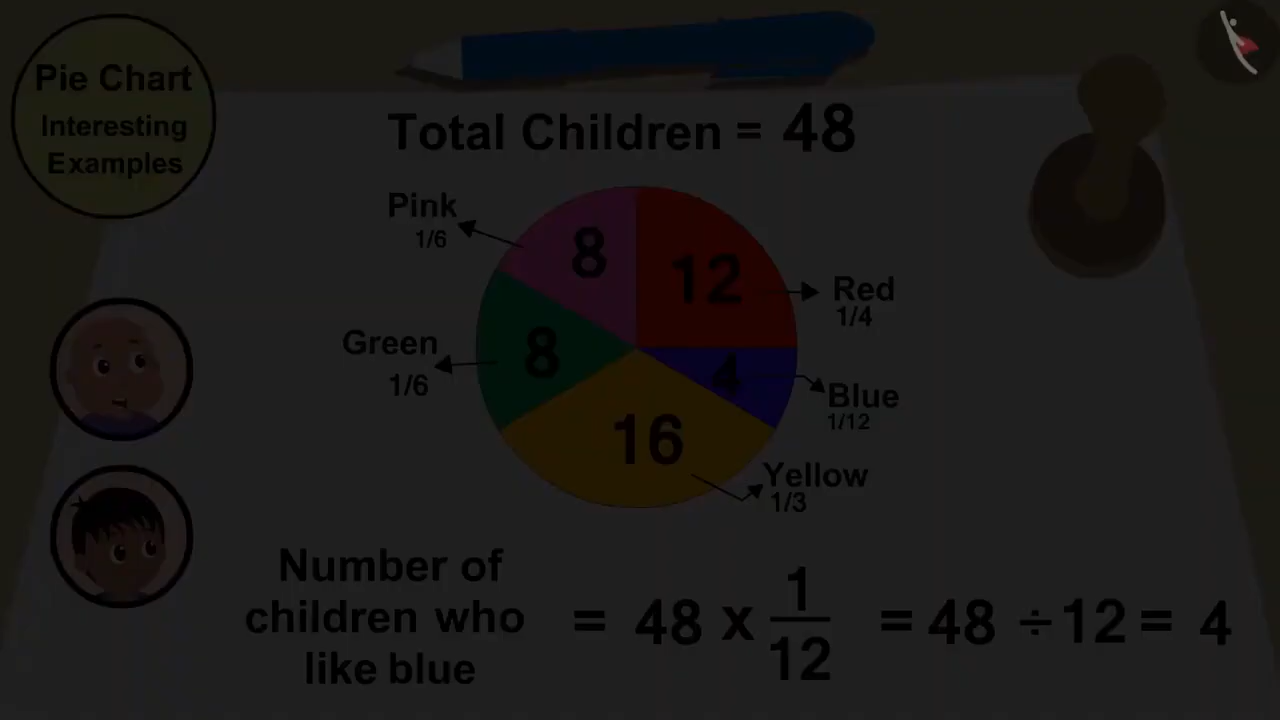 Pie Chart
Interesting
Examples
Total Children = 48
Pink
1/6
8
12
Red
1/4
Green
1/6
8
4
Blue
1/12
16
Yellow
1/3
Number of
children who
like blue
= 48 x 1/12 = 48 ÷ 12 = 4